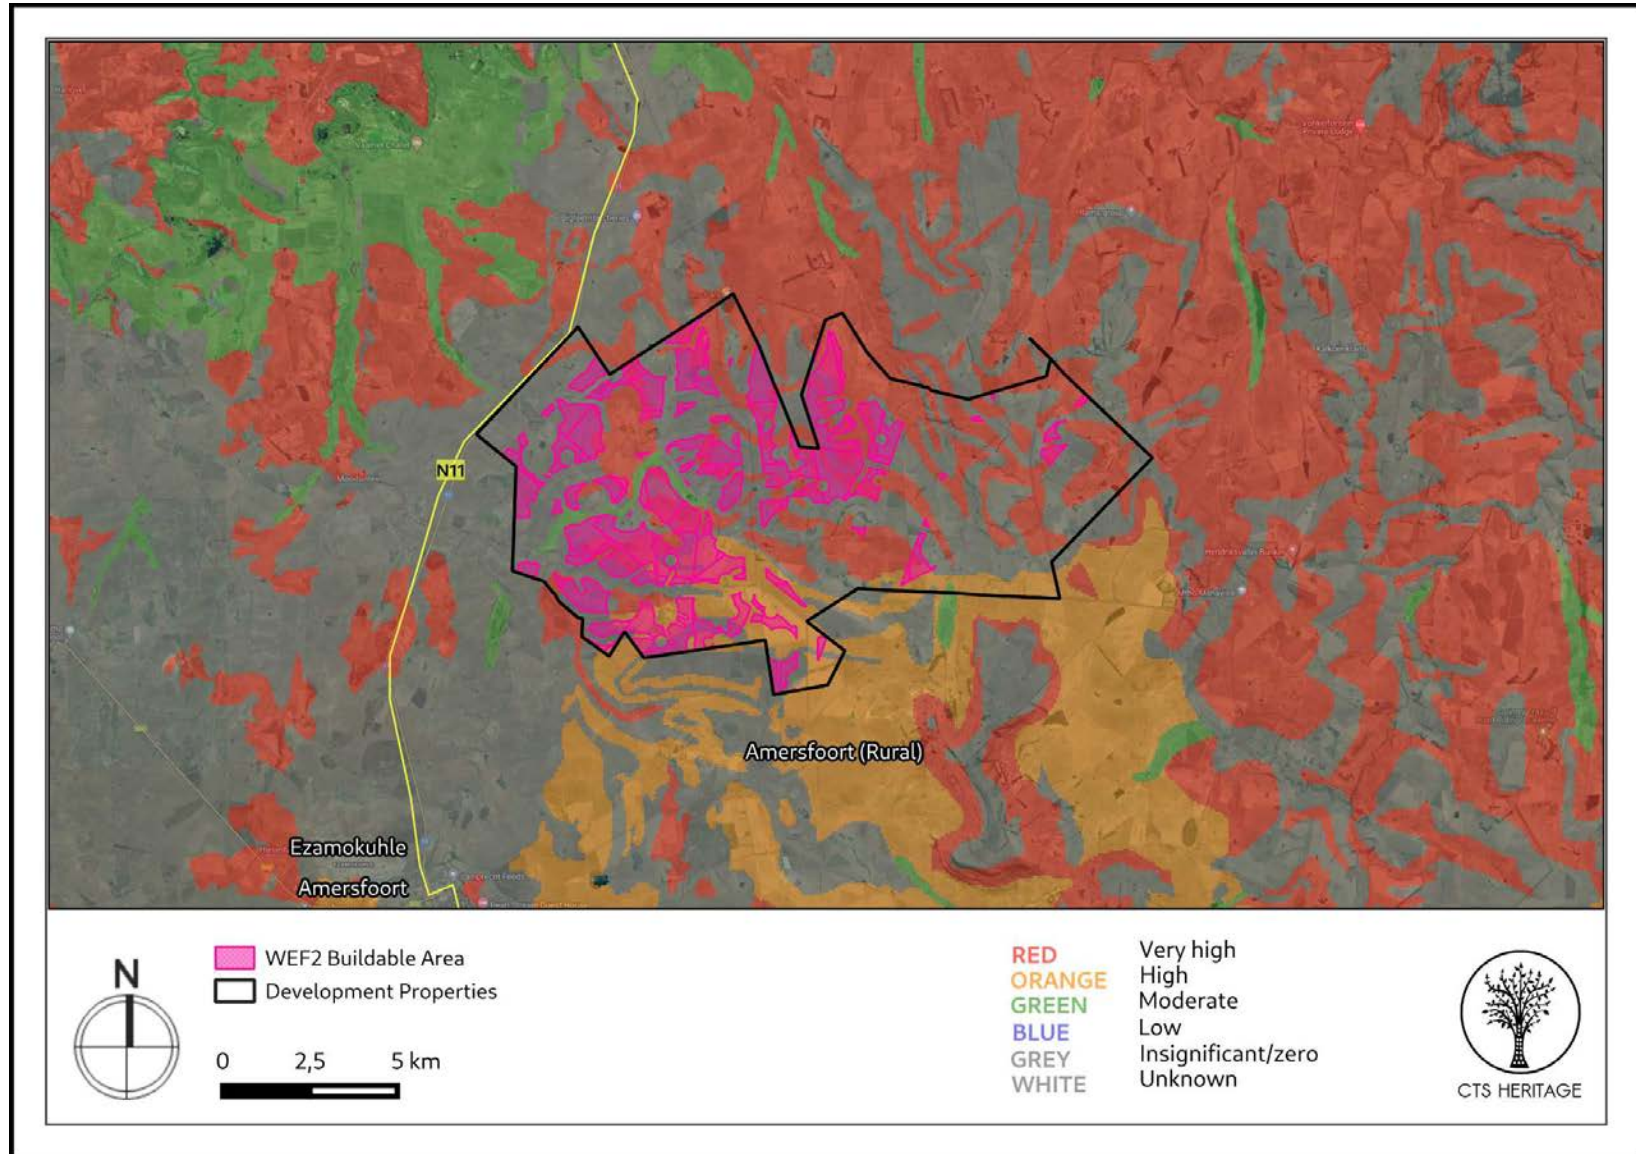 N11
Amersfoort (Rural)
Ezamokuhle
Amersfoort
N
WEF2 Buildable Area
Development Properties
0 2,5 5 km
RED Very high
ORANGE High
GREEN Moderate
BLUE Low
GREY Insignificant/zero
WHITE Unknown
CTS HERITAGE